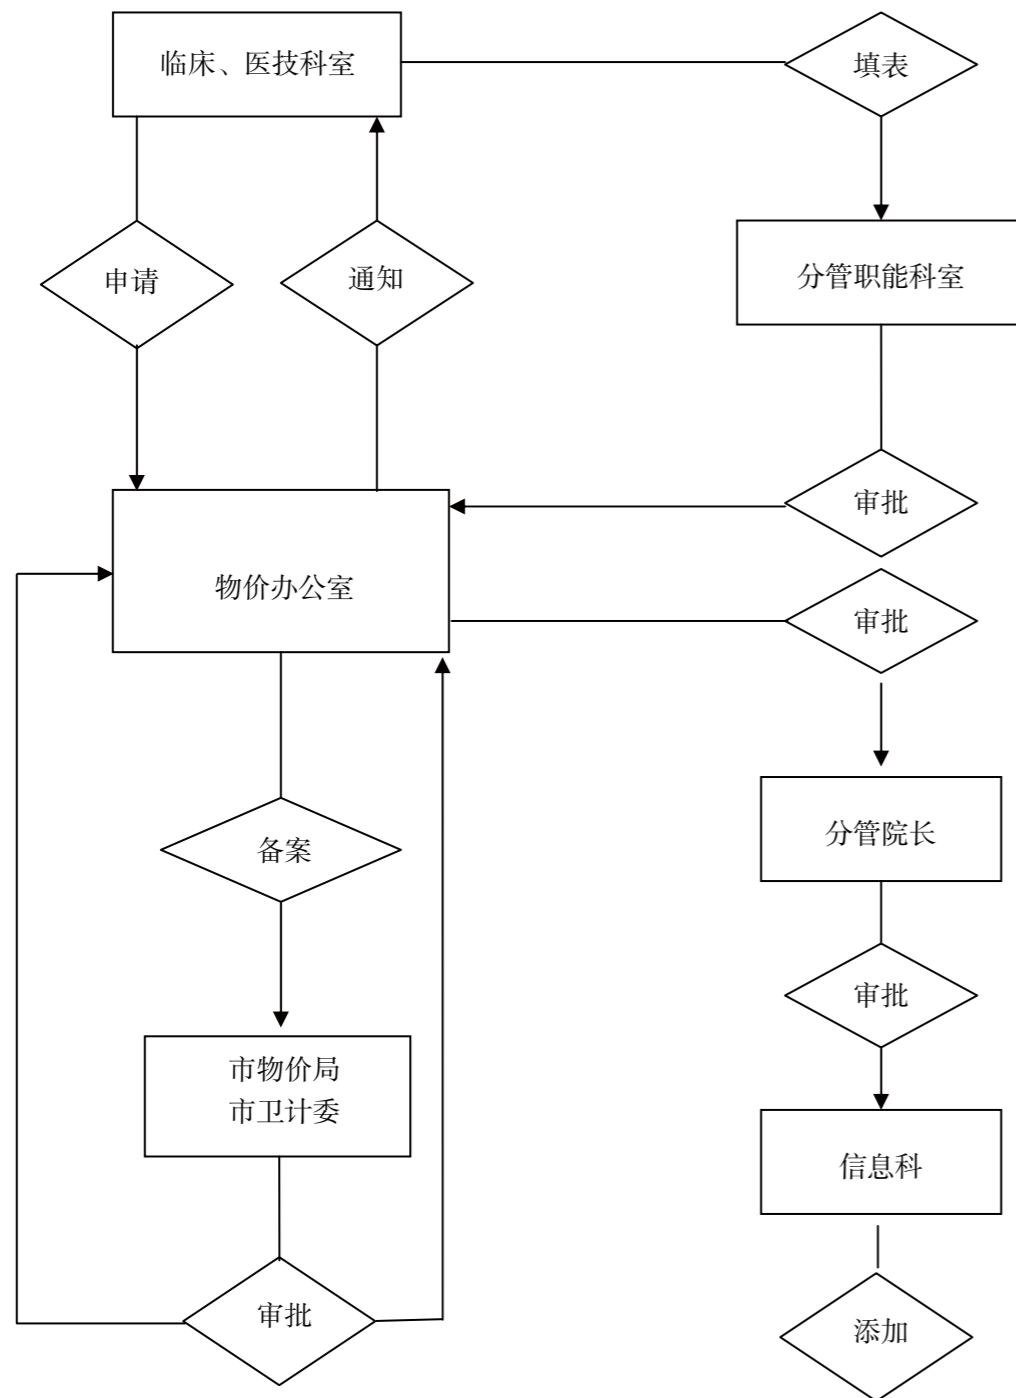 临床、医技科室
填表
申请
通知
分管职能科室
审批
物价办公室
审批
备案
分管院长
审批
市物价局
市卫计委
信息科
审批
添加